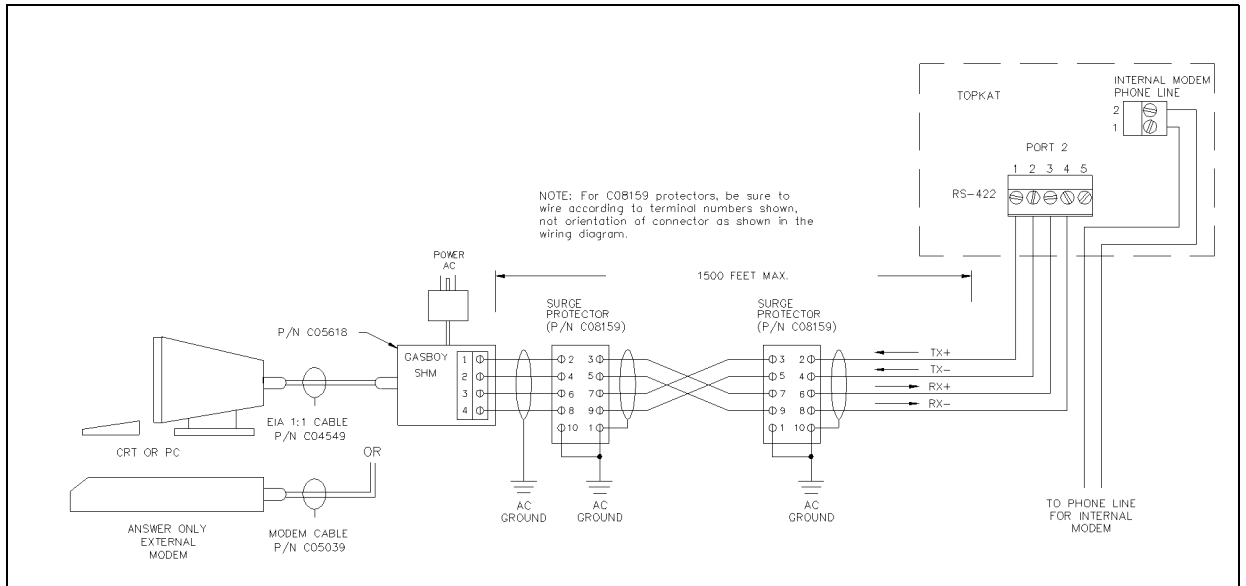 TOPKAT
INTERNAL MODEM
PHONE LINE
2
1
PORT 2
1 2 3 4 5
RS-422
NOTE: For C08159 protectors, be sure to
wire according to terminal numbers shown,
not orientation of connector as shown in the
wiring diagram.
POWER
AC
1500 FEET MAX.
SURGE
PROTECTOR
(P/N C08159)
SURGE
PROTECTOR
(P/N C08159)
P/N C05618
GASBOY
SHM
1
2
3
4
2 3
4 5
6 7
8 9
10 1
3 2
5 4
7 6
9 8
1 10
TX+
TX-
RX+
RX-
EIA 1:1 CABLE
P/N C04549
CRT OR PC
OR
ANSWER ONLY
EXTERNAL
MODEM
MODEM CABLE
P/N C05039
AC
GROUND
AC
GROUND
AC
GROUND
TO PHONE LINE
FOR INTERNAL
MODEM